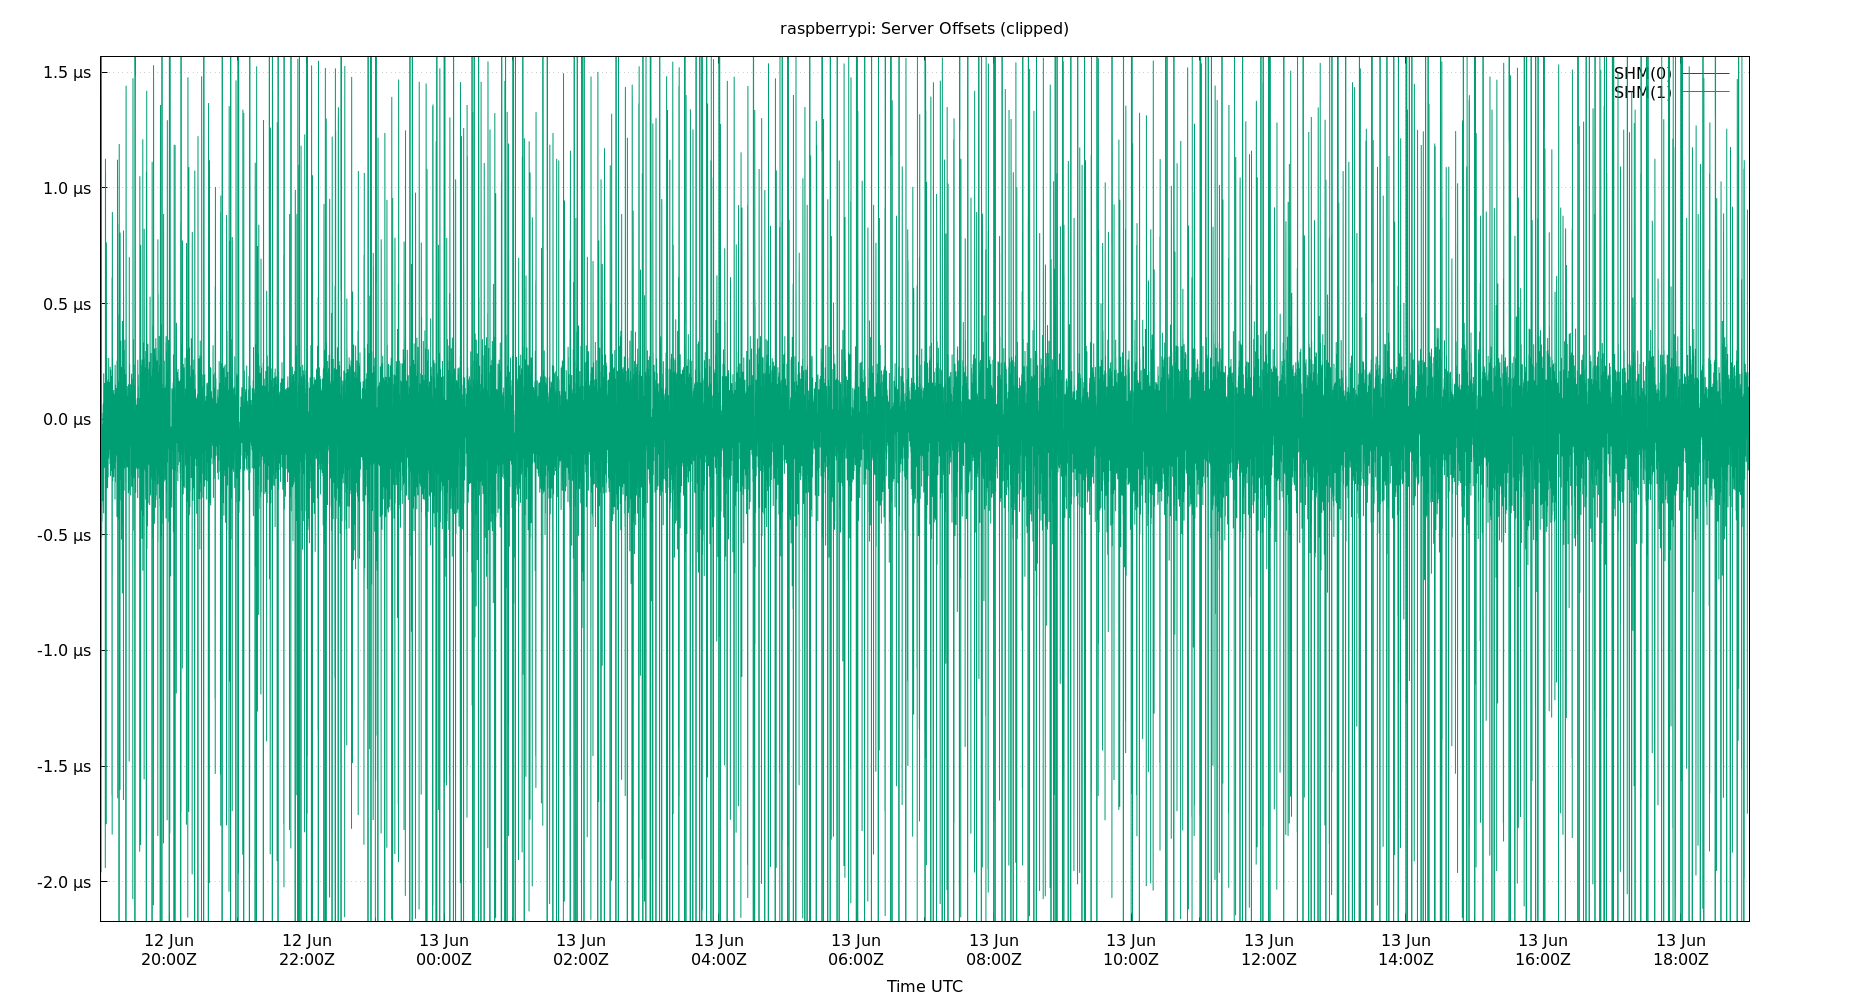 raspberrypi: Server Offsets (clipped)
1.5 µs
1.0 µs
0.5 µs
0.0 µs
-0.5 µs
-1.0 µs
-1.5 µs
-2.0 µs
SHM(0)
SHM(1)
12 Jun 12 Jun 13 Jun 13 Jun 13 Jun 13 Jun 13 Jun 13 Jun 13 Jun 13 Jun 13 Jun 13 Jun
20:00Z 22:00Z 00:00Z 02:00Z 04:00Z 06:00Z 08:00Z 10:00Z 12:00Z 14:00Z 16:00Z 18:00Z
Time UTC